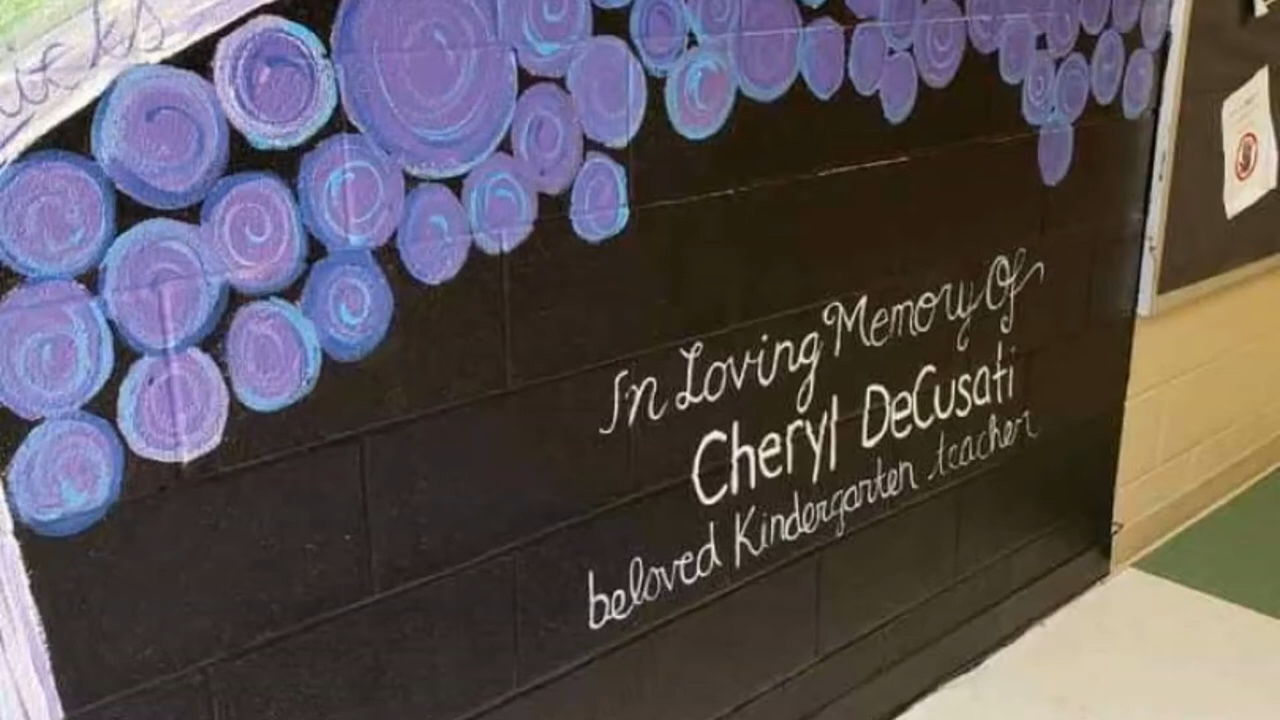 In Loving Memory Of
Cheryl DeCusati
beloved Kindergarten teacher